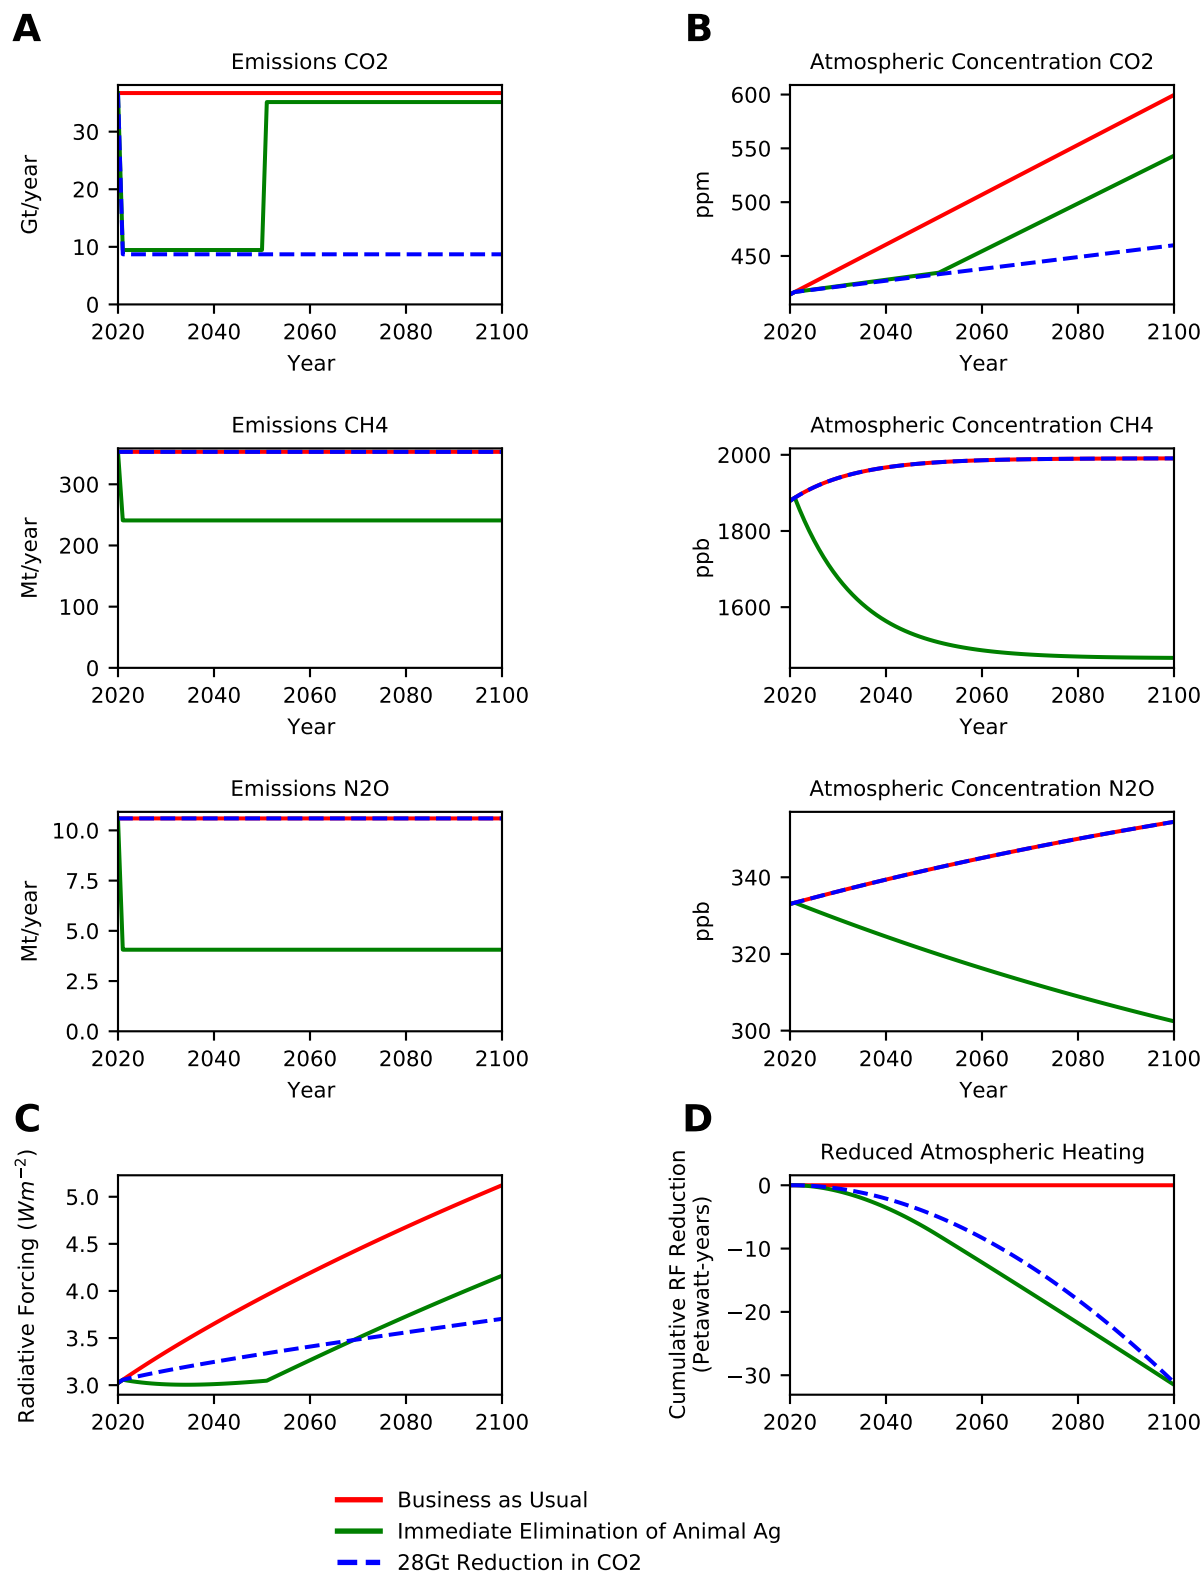 A
B
Emissions CO2
Gt/year
30
20
10
0
2020 2040 2060 2080 2100
Year
Atmospheric Concentration CO2
ppm
600
550
500
450
2020 2040 2060 2080 2100
Year
Emissions CH4
Mt/year
300
200
100
0
2020 2040 2060 2080 2100
Year
Atmospheric Concentration CH4
ppb
2000
1800
1600
2020 2040 2060 2080 2100
Year
Emissions N2O
Mt/year
10.0
7.5
5.0
2.5
0.0
2020 2040 2060 2080 2100
Year
Atmospheric Concentration N2O
ppb
340
320
300
2020 2040 2060 2080 2100
Year
C
Radiative Forcing (Wm⁻²)
5.0
4.5
4.0
3.5
3.0
2020 2040 2060 2080 2100
D
Reduced Atmospheric Heating
Cumulative RF Reduction
(Petawatt-years)
0
−10
−20
−30
2020 2040 2060 2080 2100
Business as Usual
Immediate Elimination of Animal Ag
28Gt Reduction in CO2